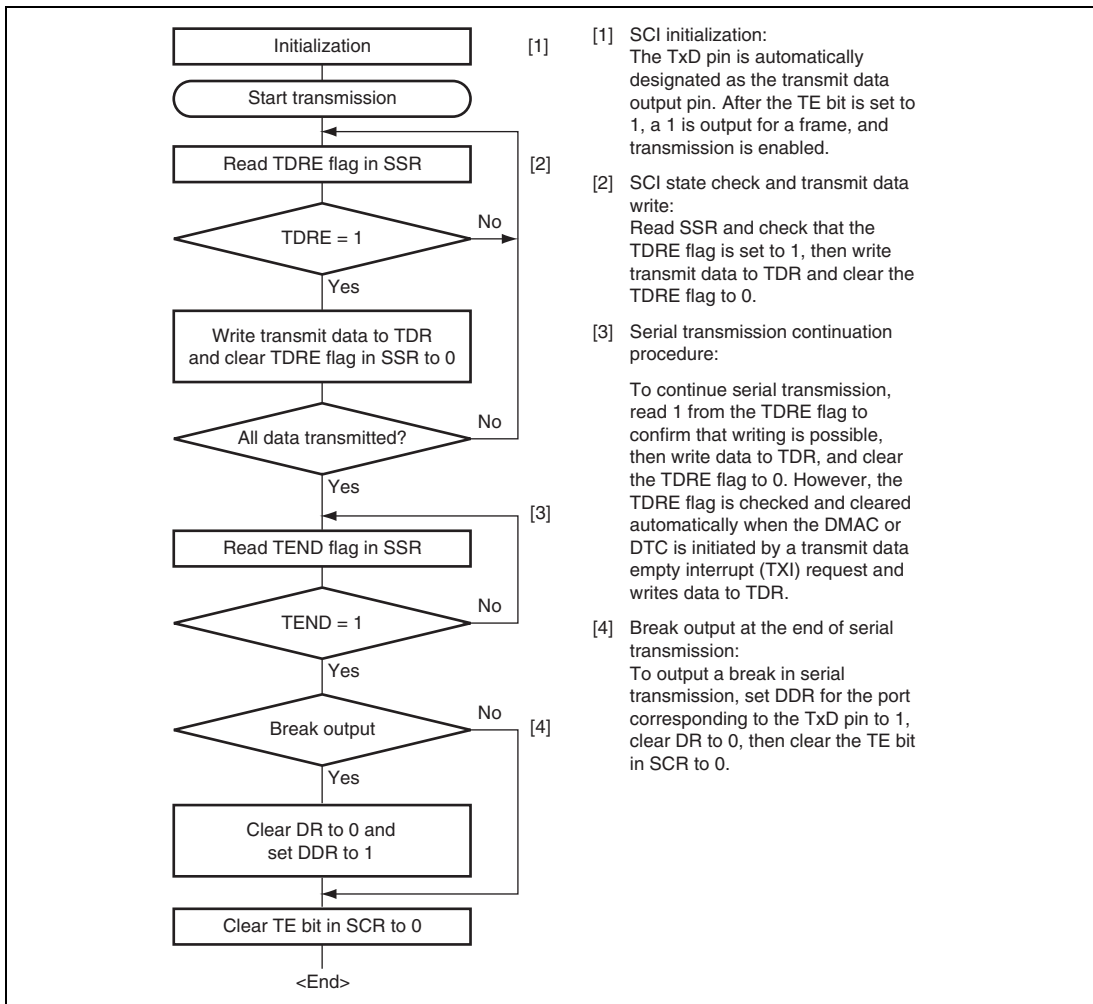 Initialization
[1]
Start transmission
Read TDRE flag in SSR
[2]
No
TDRE = 1
Yes
Write transmit data to TDR
and clear TDRE flag in SSR to 0
No
All data transmitted?
Yes
[3]
Read TEND flag in SSR
No
TEND = 1
Yes
No
Break output
[4]
Yes
Clear DR to 0 and
set DDR to 1
Clear TE bit in SCR to 0
<End>
[1] SCI initialization:
The TxD pin is automatically
designated as the transmit data
output pin. After the TE bit is set to
1, a 1 is output for a frame, and
transmission is enabled.
[2] SCI state check and transmit data
write:
Read SSR and check that the
TDRE flag is set to 1, then write
transmit data to TDR and clear the
TDRE flag to 0.
[3] Serial transmission continuation
procedure:
To continue serial transmission,
read 1 from the TDRE flag to
confirm that writing is possible,
then write data to TDR, and clear
the TDRE flag to 0. However, the
TDRE flag is checked and cleared
automatically when the DMAC or
DTC is initiated by a transmit data
empty interrupt (TXI) request and
writes data to TDR.
[4] Break output at the end of serial
transmission:
To output a break in serial
transmission, set DDR for the port
corresponding to the TxD pin to 1,
clear DR to 0, then clear the TE bit
in SCR to 0.